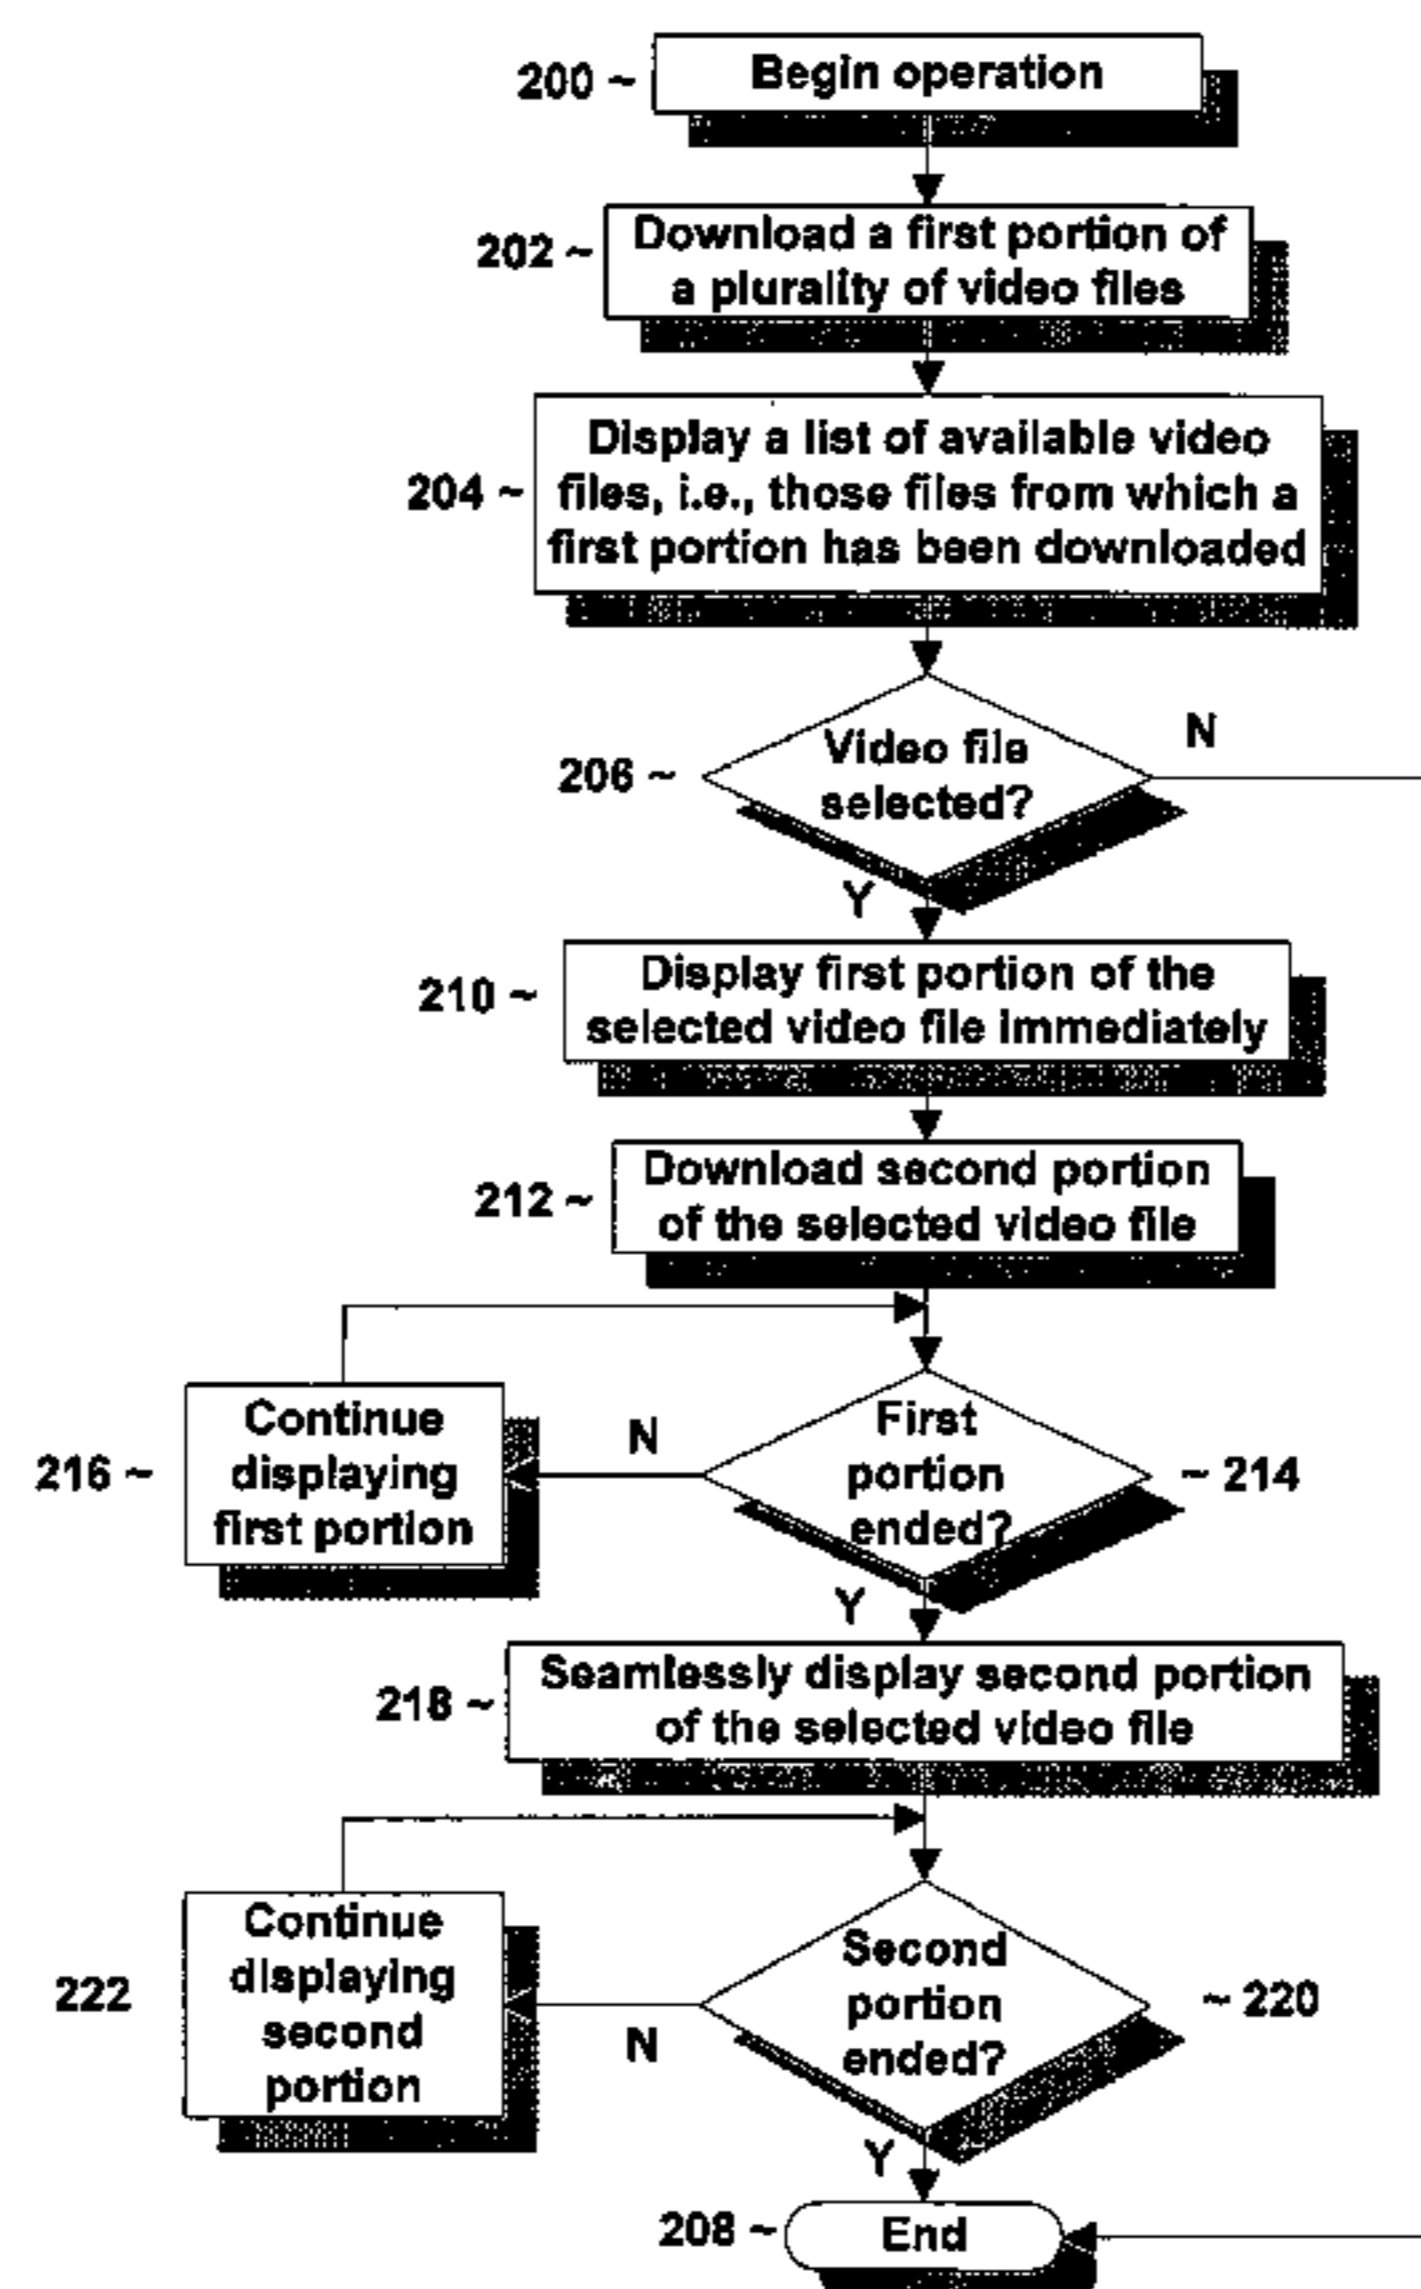 200 ~
Begin operation
202 ~
Download a first portion of
a plurality of video files
204 ~
Display a list of available video
files, i.e., those files from which a
first portion has been downloaded
206 ~
Video file
selected?
N
Y
210 ~
Display first portion of the
selected video file immediately
212 ~
Download second portion
of the selected video file
216 ~
Continue
displaying
first portion
N
First
portion
ended?
~ 214
Y
218 ~
Seamlessly display second portion
of the selected video file
222
Continue
displaying
second
portion
N
Second
portion
ended?
~ 220
Y
208 ~
End